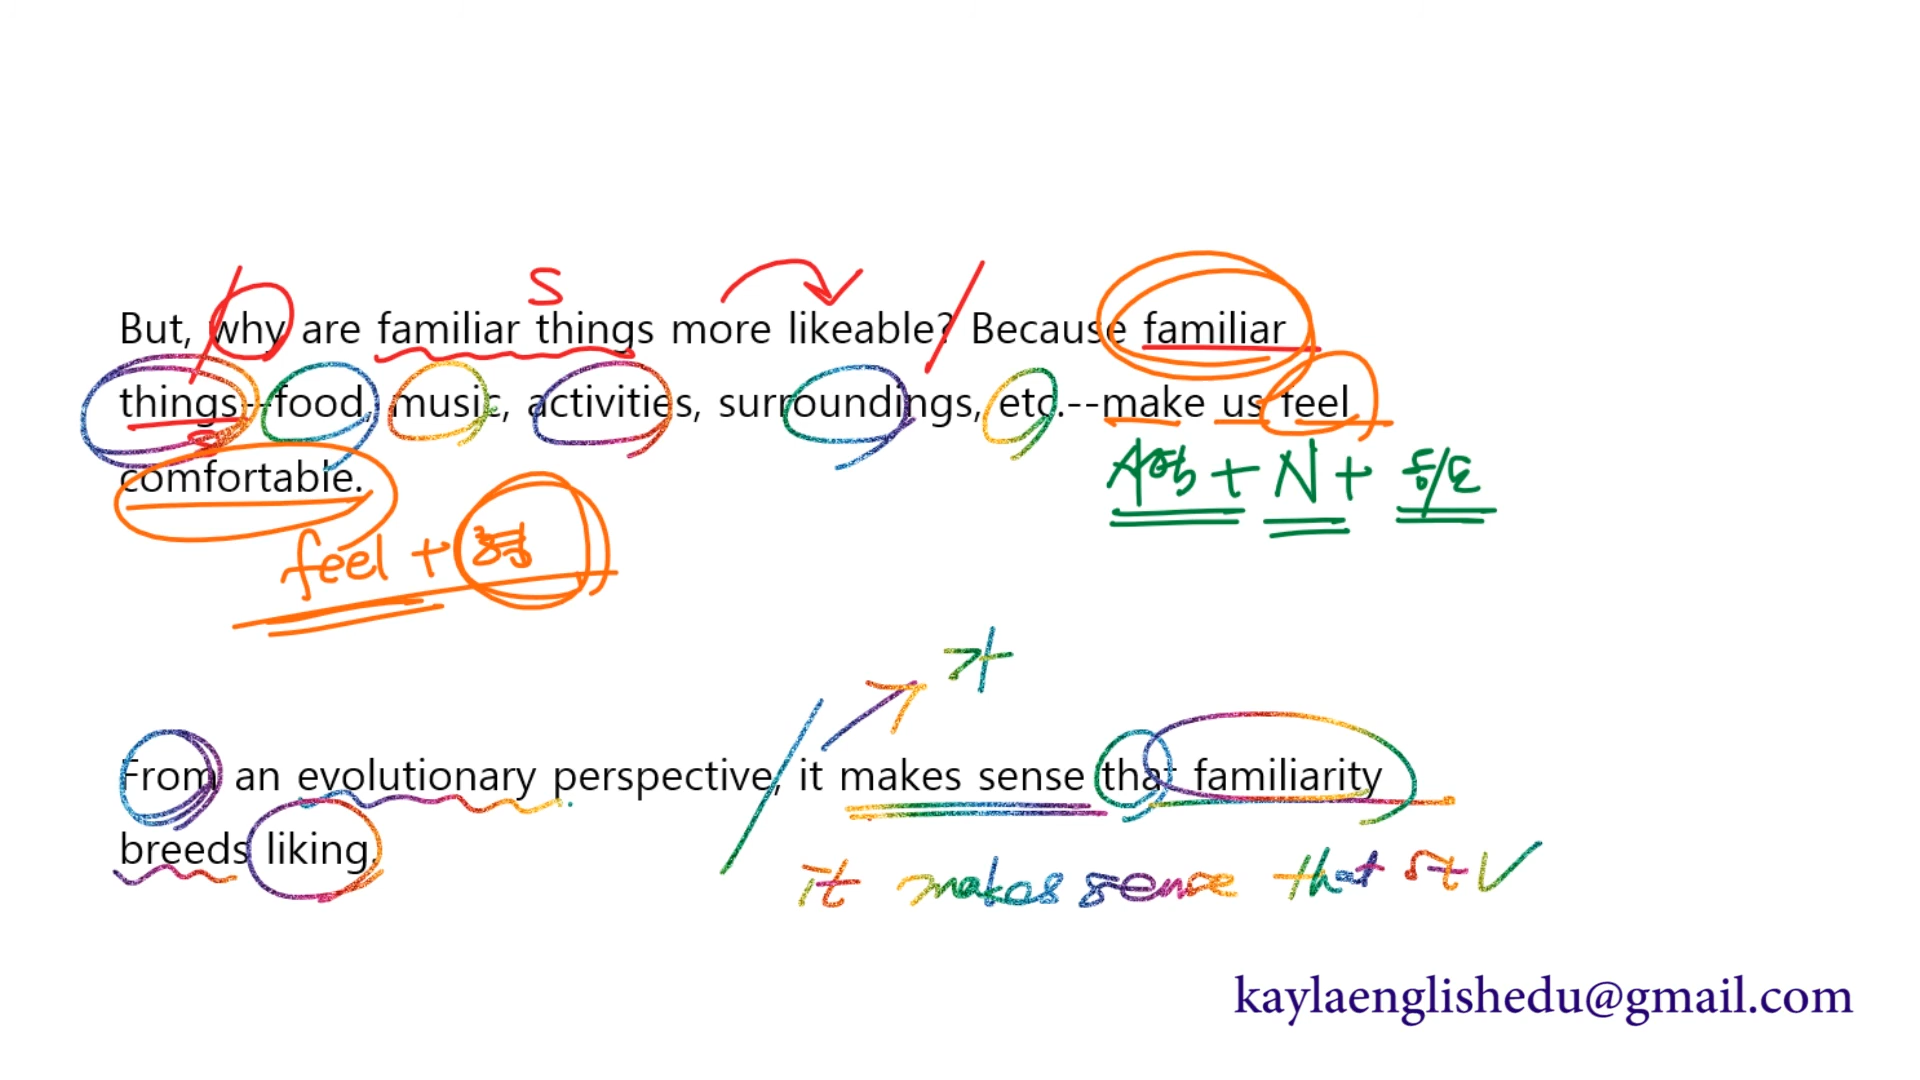 S
But, why are familiar things more likeable? Because familiar
things--food, music, activities, surroundings, etc.--make us feel
comfortable.
사역 + N + 동/도
feel + 형
가
From an evolutionary perspective, it makes sense that familiarity
breeds liking.
it makes sense that s+V
kaylaenglishedu@gmail.com